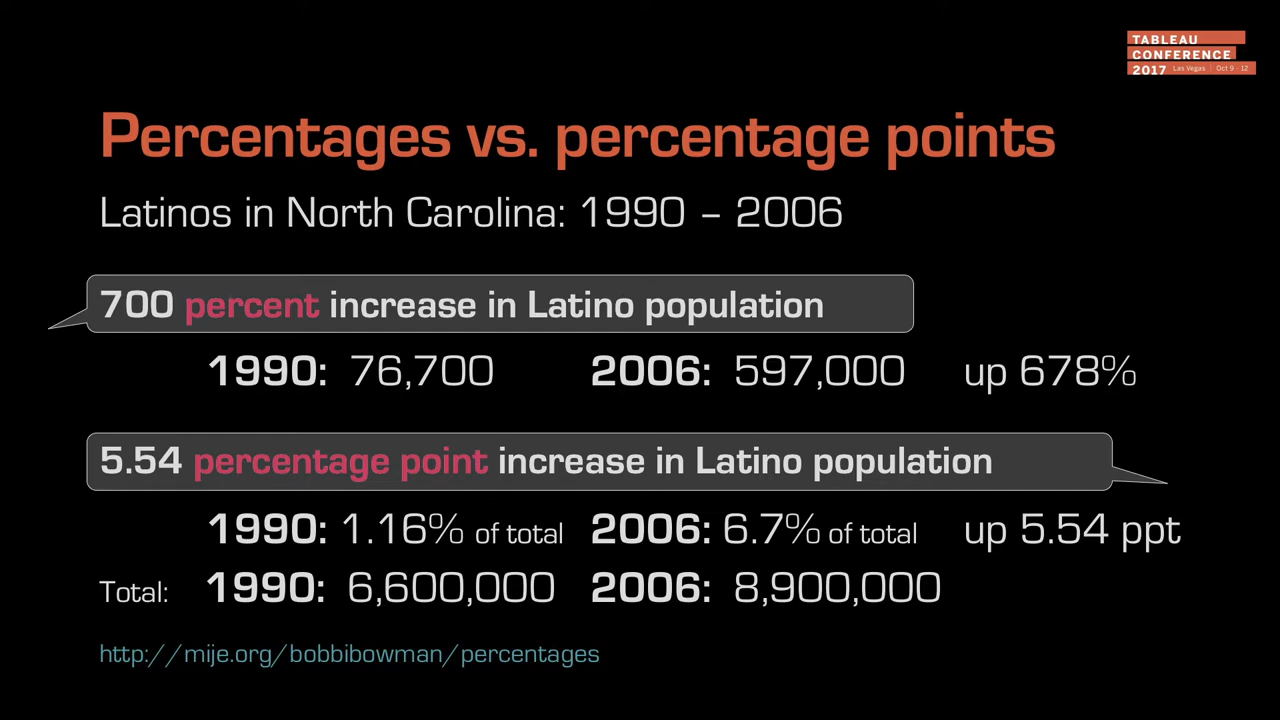 TABLEAU
CONFERENCE
2017 Las Vegas | Oct 9 - 12
Percentages vs. percentage points
Latinos in North Carolina: 1990 – 2006
700 percent increase in Latino population
1990: 76,700 2006: 597,000 up 678%
5.54 percentage point increase in Latino population
1990: 1.16% of total 2006: 6.7% of total up 5.54 ppt
Total: 1990: 6,600,000 2006: 8,900,000
http://mije.org/bobbibowman/percentages